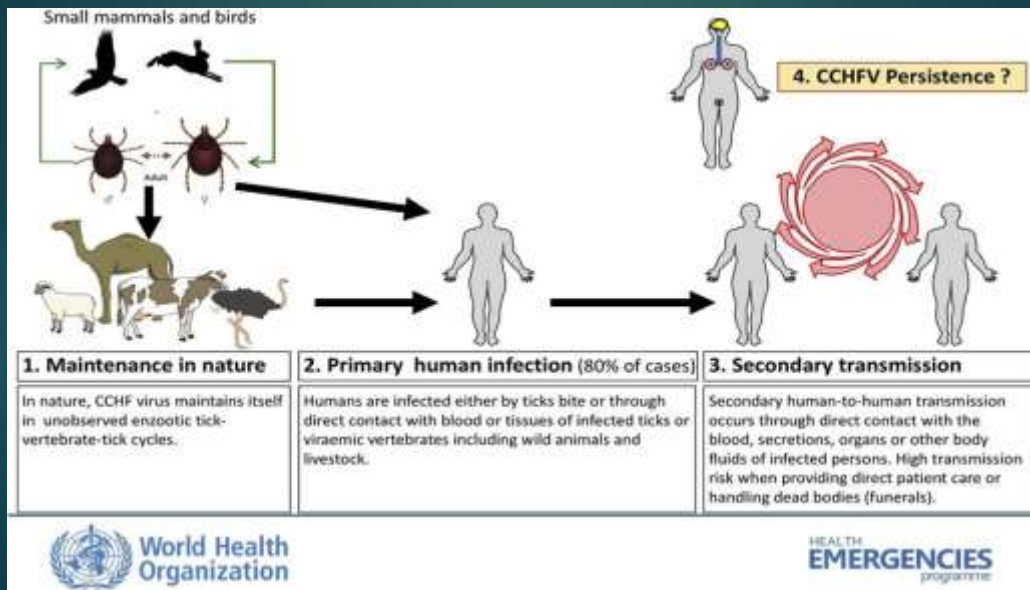 Small mammals and birds
Adult
♂
♀
4. CCHFV Persistence ?
1. Maintenance in nature
In nature, CCHF virus maintains itself
in unobserved enzootic tick-
vertebrate-tick cycles.
2. Primary human infection (80% of cases)
Humans are infected either by ticks bite or through
direct contact with blood or tissues of infected ticks or
viraemic vertebrates including wild animals and
livestock.
3. Secondary transmission
Secondary human-to-human transmission
occurs through direct contact with the
blood, secretions, organs or other body
fluids of infected persons. High transmission
risk when providing direct patient care or
handling dead bodies (funerals).
World Health
Organization
HEALTH
EMERGENCIES
programme